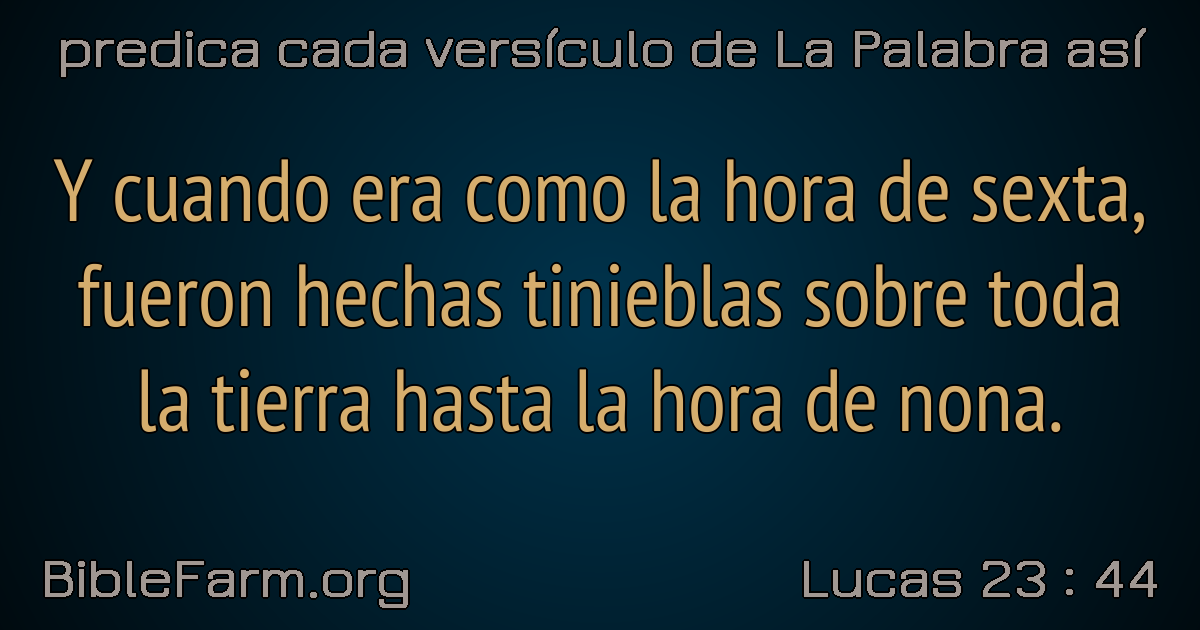 predica cada versículo de La Palabra así
Y cuando era como la hora de sexta,
fueron hechas tinieblas sobre toda
la tierra hasta la hora de nona.
BibleFarm.org
Lucas 23 : 44